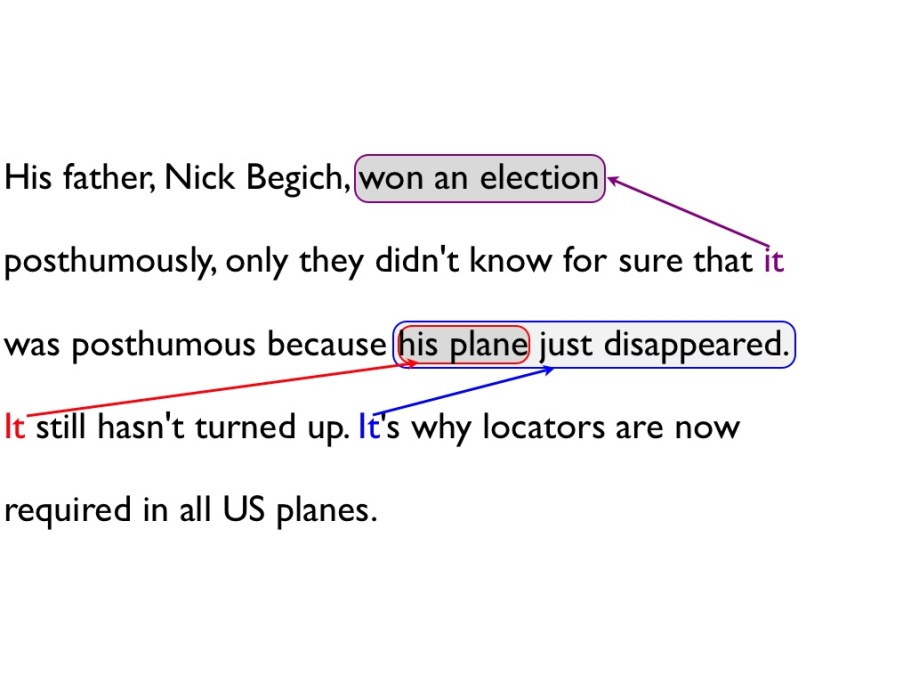 His father, Nick Begich, won an election
posthumously, only they didn't know for sure that it
was posthumous because his plane just disappeared.
It still hasn't turned up. It's why locators are now
required in all US planes.